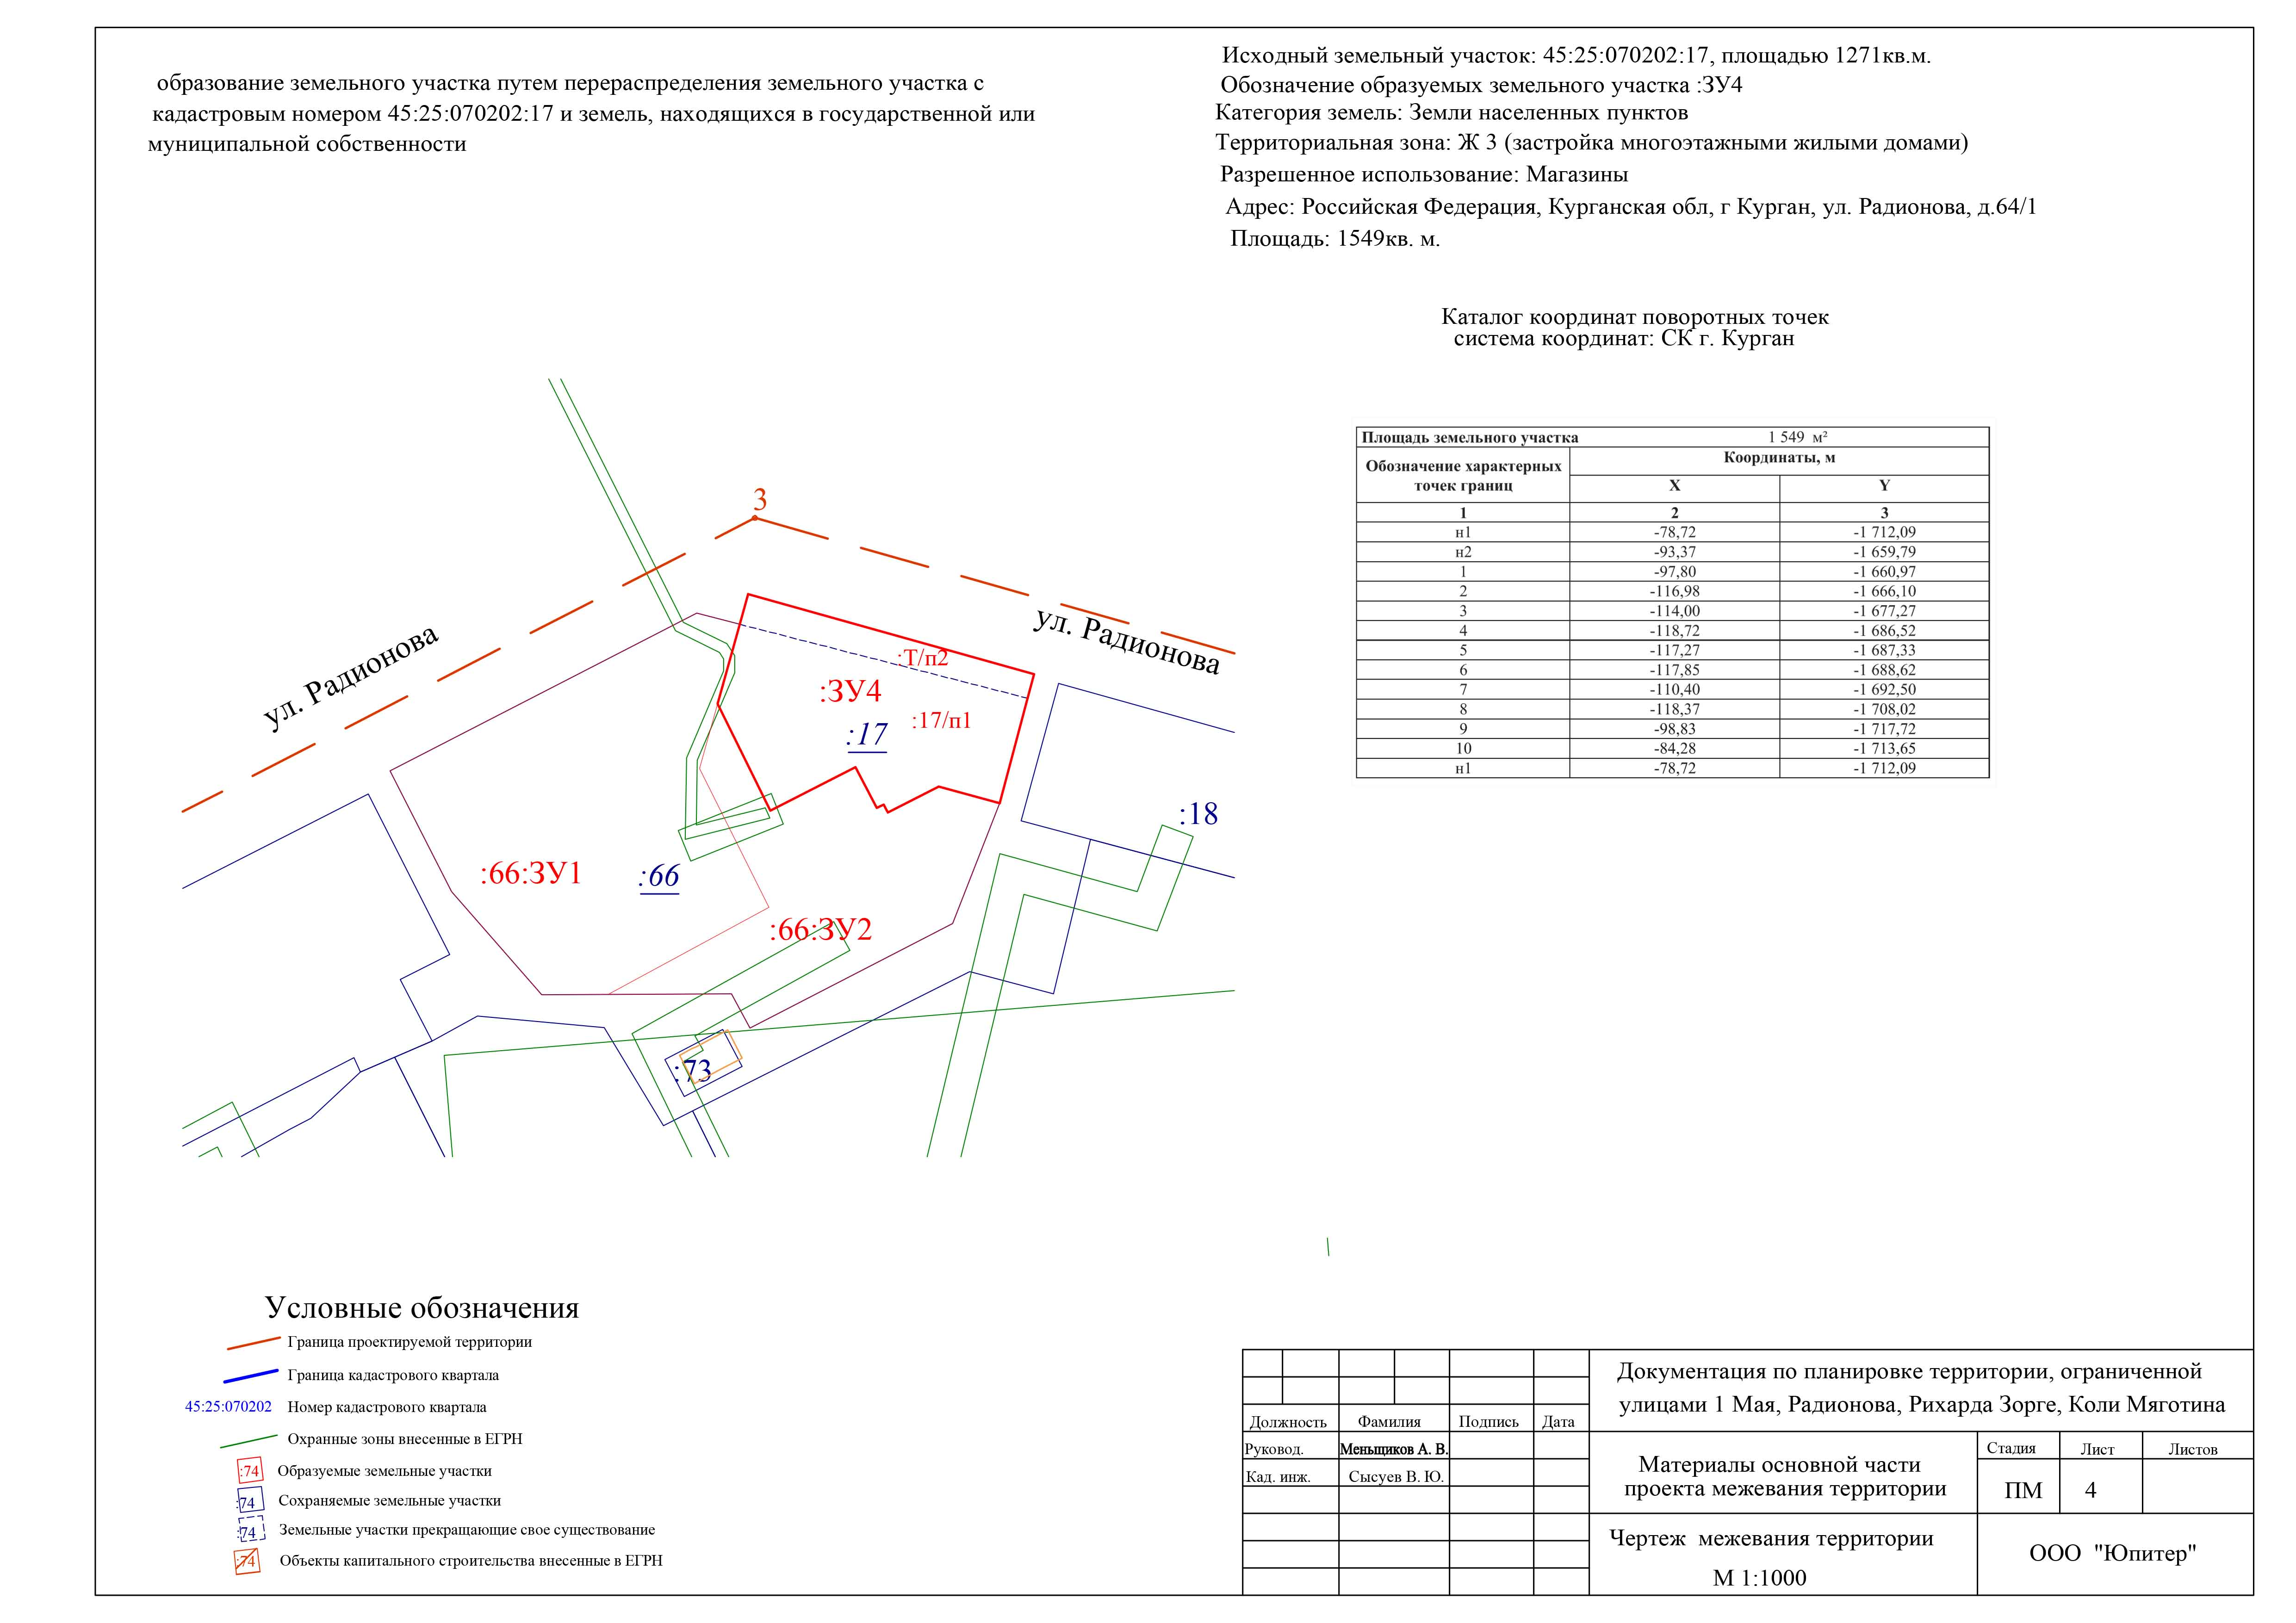 образование земельного участка путем перераспределения земельного участка с
кадастровым номером 45:25:070202:17 и земель, находящихся в государственной или
муниципальной собственности
Исходный земельный участок: 45:25:070202:17, площадью 1271кв.м.
Обозначение образуемых земельного участка :ЗУ4
Категория земель: Земли населенных пунктов
Территориальная зона: Ж 3 (застройка многоэтажными жилыми домами)
Разрешенное использование: Магазины
Адрес: Российская Федерация, Курганская обл, г Курган, ул. Радионова, д.64/1
Площадь: 1549кв. м.
Каталог координат поворотных точек
система координат: СК г. Курган
Площадь земельного участка 1 549 м²
Обозначение характерных точек границ Координаты, м
X Y
1 2 3
н1 -78,72 -1 712,09
н2 -93,37 -1 659,79
1 -97,80 -1 660,97
2 -116,98 -1 666,10
3 -114,00 -1 677,27
4 -118,72 -1 686,52
5 -117,27 -1 687,33
6 -117,85 -1 688,62
7 -110,40 -1 692,50
8 -118,37 -1 708,02
9 -98,83 -1 717,72
10 -84,28 -1 713,65
н1 -78,72 -1 712,09
3
ул. Радионова
ул. Радионова
:Т/п2
:ЗУ4
:17/п1
:17
:18
:66:ЗУ1
:66
:66:ЗУ2
:73
Условные обозначения
Граница проектируемой территории
Граница кадастрового квартала
45:25:070202 Номер кадастрового квартала
Охранные зоны внесенные в ЕГРН
:74 Образуемые земельные участки
:74 Сохраняемые земельные участки
:74 Земельные участки прекращающие свое существование
:74 Объекты капитального строительства внесенные в ЕГРН
Документация по планировке территории, ограниченной
улицами 1 Мая, Радионова, Рихарда Зорге, Коли Мяготина
Должность Фамилия Подпись Дата
Руковод. Меньщиков А. В.
Кад. инж. Сысуев В. Ю.
Материалы основной части
проекта межевания территории
Стадия Лист Листов
ПМ 4
Чертеж межевания территории
М 1:1000
ООО "Юпитер"